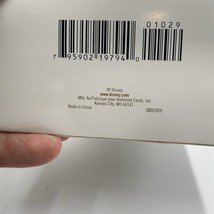 01029
7 95902 19794 0
© Disney
www.disney.com
Mfd. for/Fabriqué pour Hallmark Cards, Inc.
Kansas City, MO 64141
Made in China
QXD1029